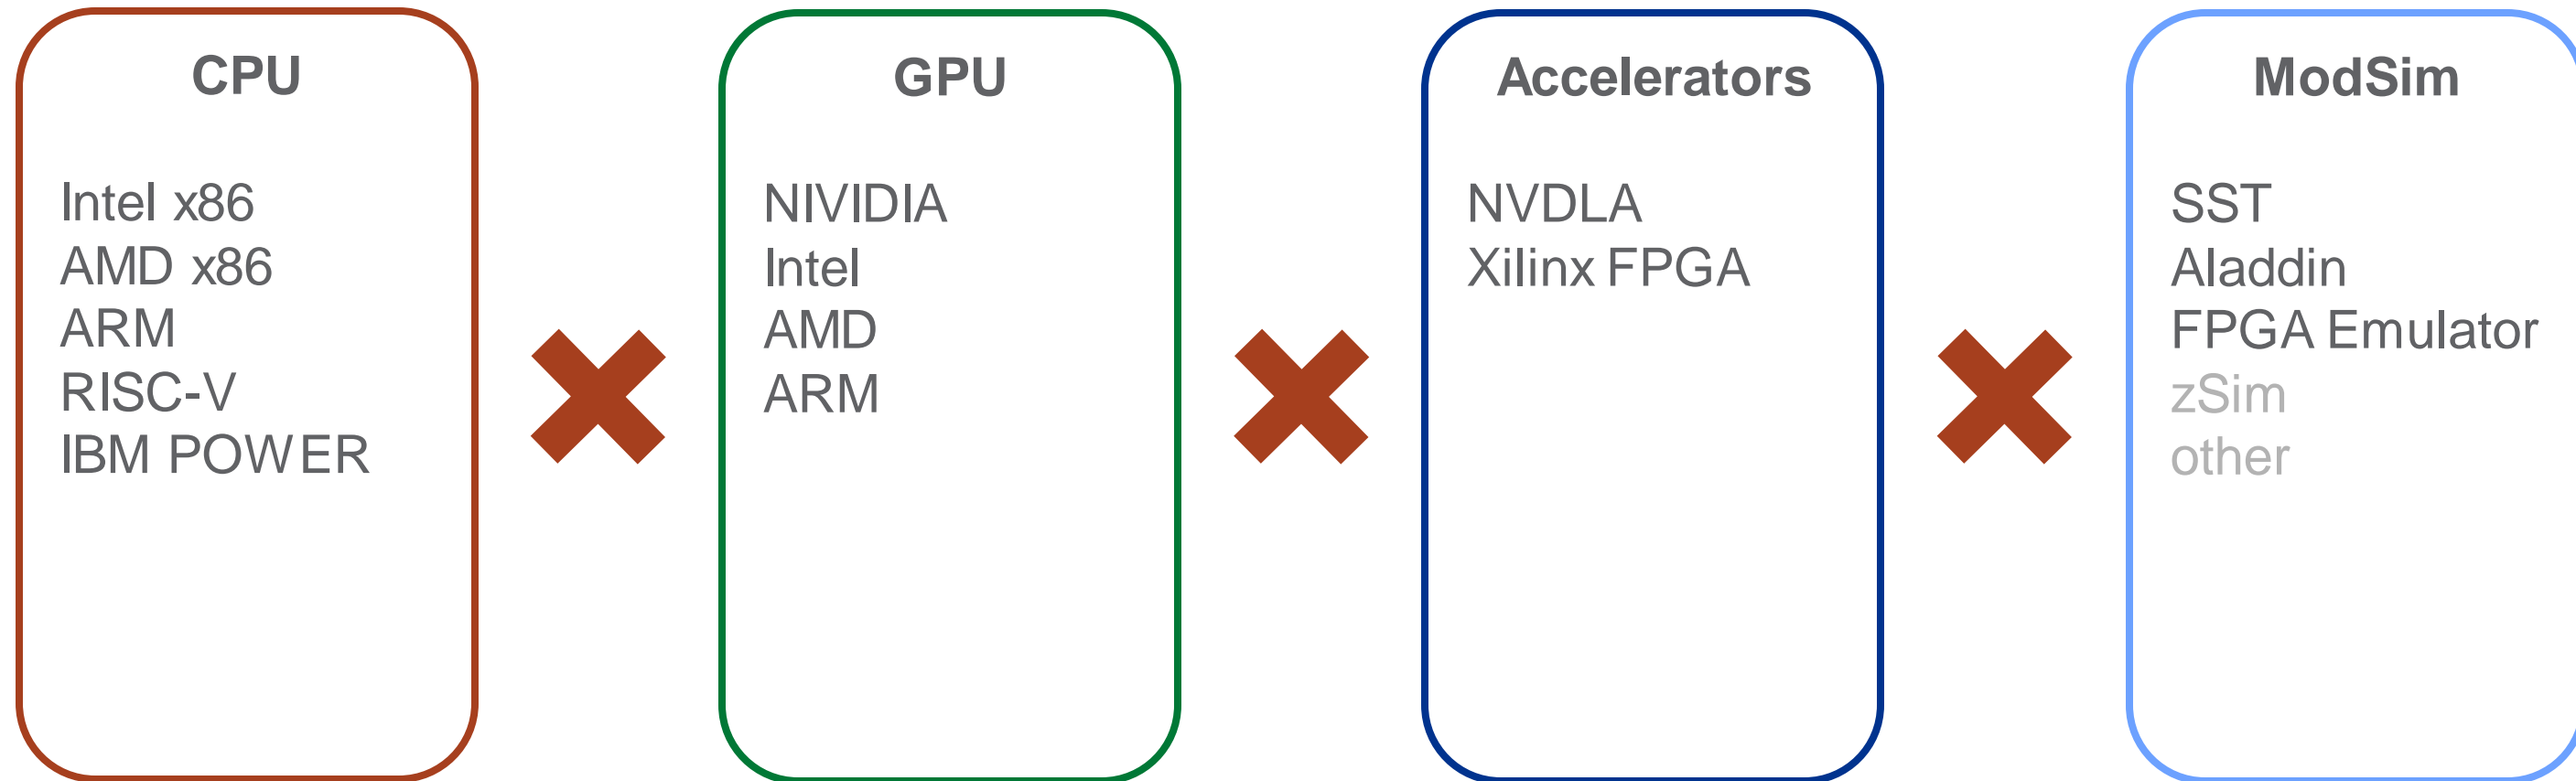 CPU
Intel x86
AMD x86
ARM
RISC-V
IBM POWER
GPU
NIVIDIA
Intel
AMD
ARM
Accelerators
NVDLA
Xilinx FPGA
ModSim
SST
Aladdin
FPGA Emulator
zSim
other